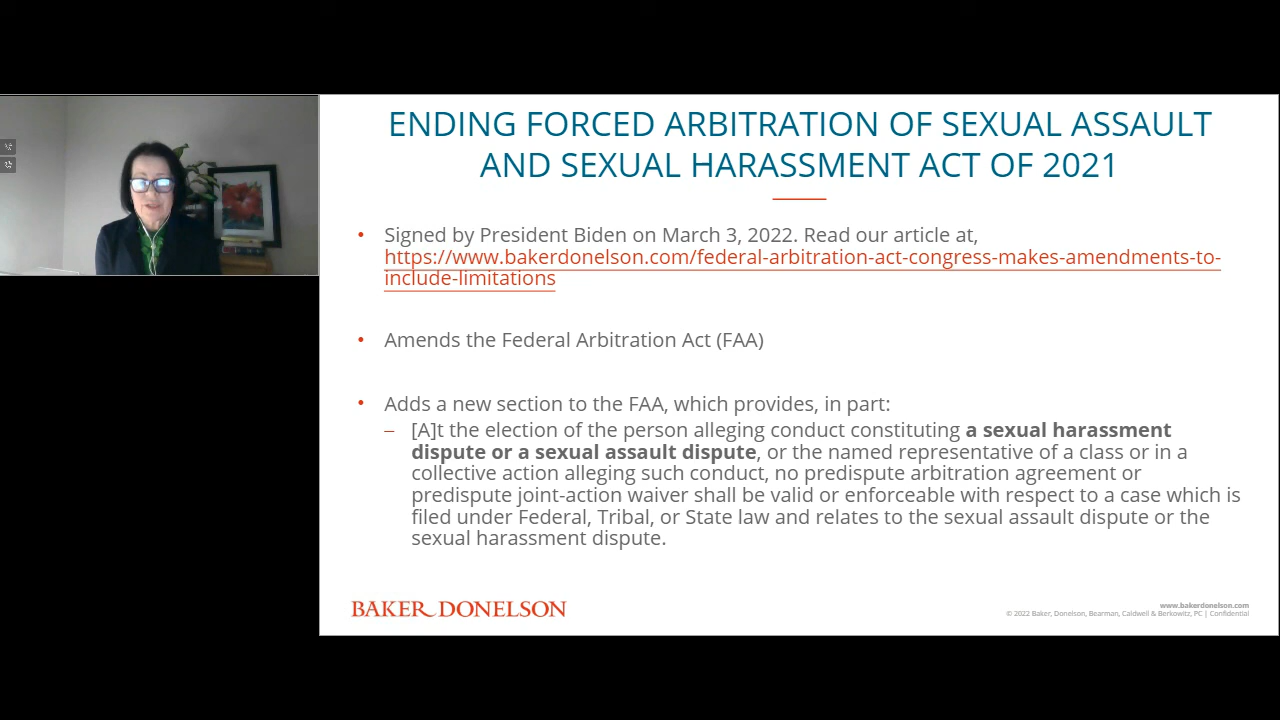 ENDING FORCED ARBITRATION OF SEXUAL ASSAULT
AND SEXUAL HARASSMENT ACT OF 2021
• Signed by President Biden on March 3, 2022. Read our article at,
https://www.bakerdonelson.com/federal-arbitration-act-congress-makes-amendments-to-
include-limitations
• Amends the Federal Arbitration Act (FAA)
• Adds a new section to the FAA, which provides, in part:
– [A]t the election of the person alleging conduct constituting a sexual harassment
dispute or a sexual assault dispute, or the named representative of a class or in a
collective action alleging such conduct, no predispute arbitration agreement or
predispute joint-action waiver shall be valid or enforceable with respect to a case which is
filed under Federal, Tribal, or State law and relates to the sexual assault dispute or the
sexual harassment dispute.
BAKER DONELSON
www.bakerdonelson.com
© 2022 Baker, Donelson, Bearman, Caldwell & Berkowitz, PC | Confidential